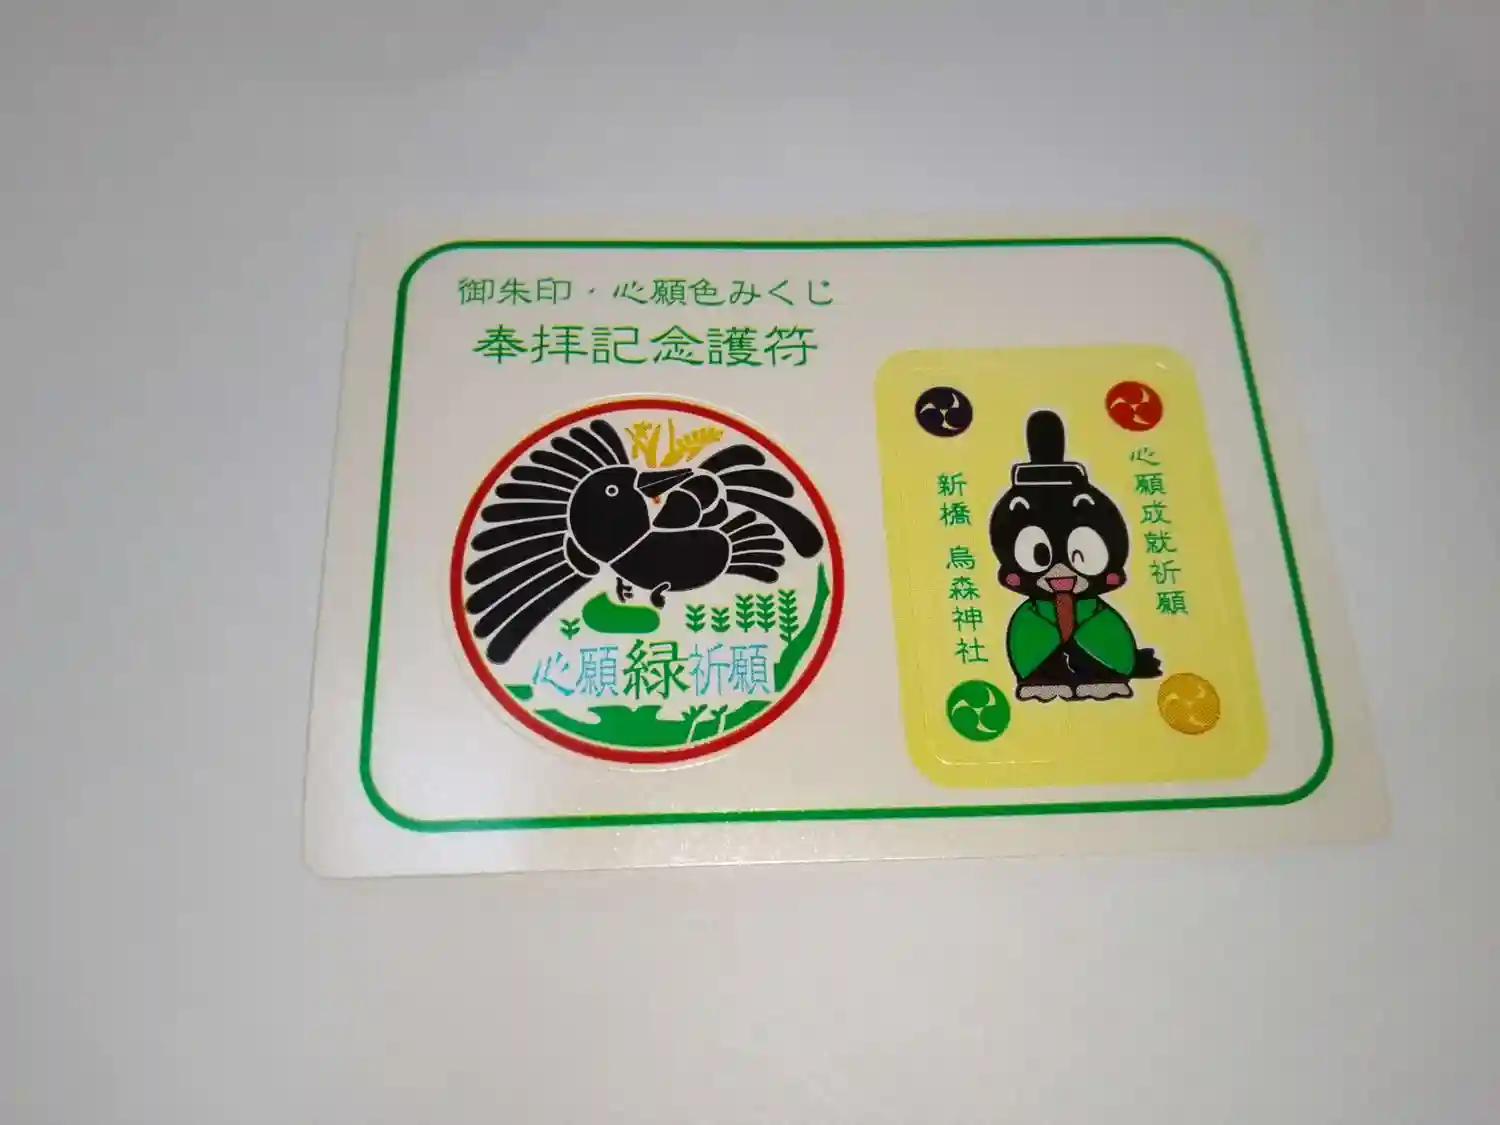 御朱印・心願色みくじ
奉拝記念護符
心願緑祈願
心願成就祈願
新橋 烏森神社